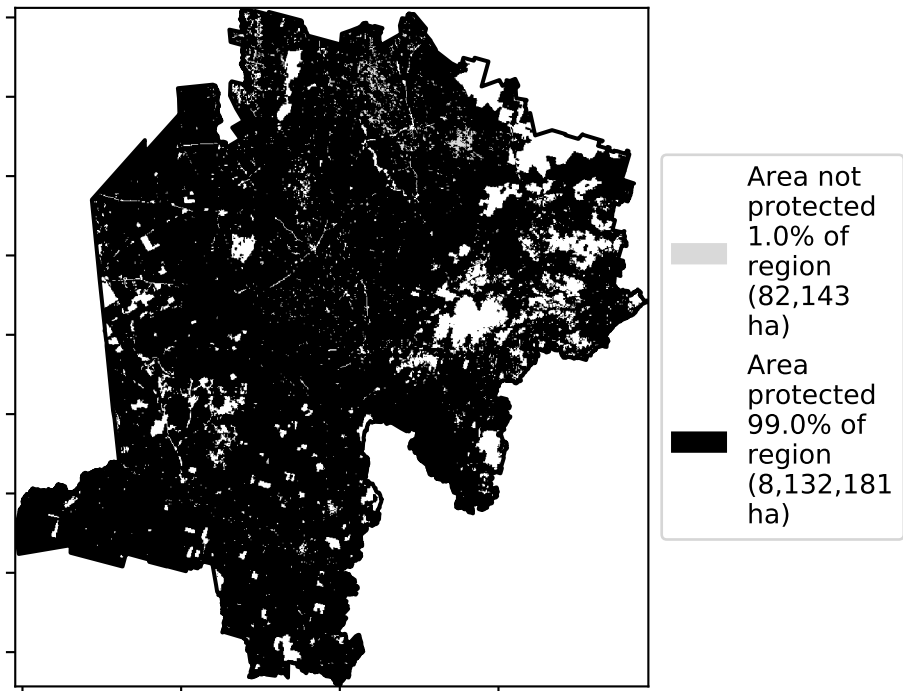 Area not
protected
1.0% of
region
(82,143
ha)
Area
protected
99.0% of
region
(8,132,181
ha)